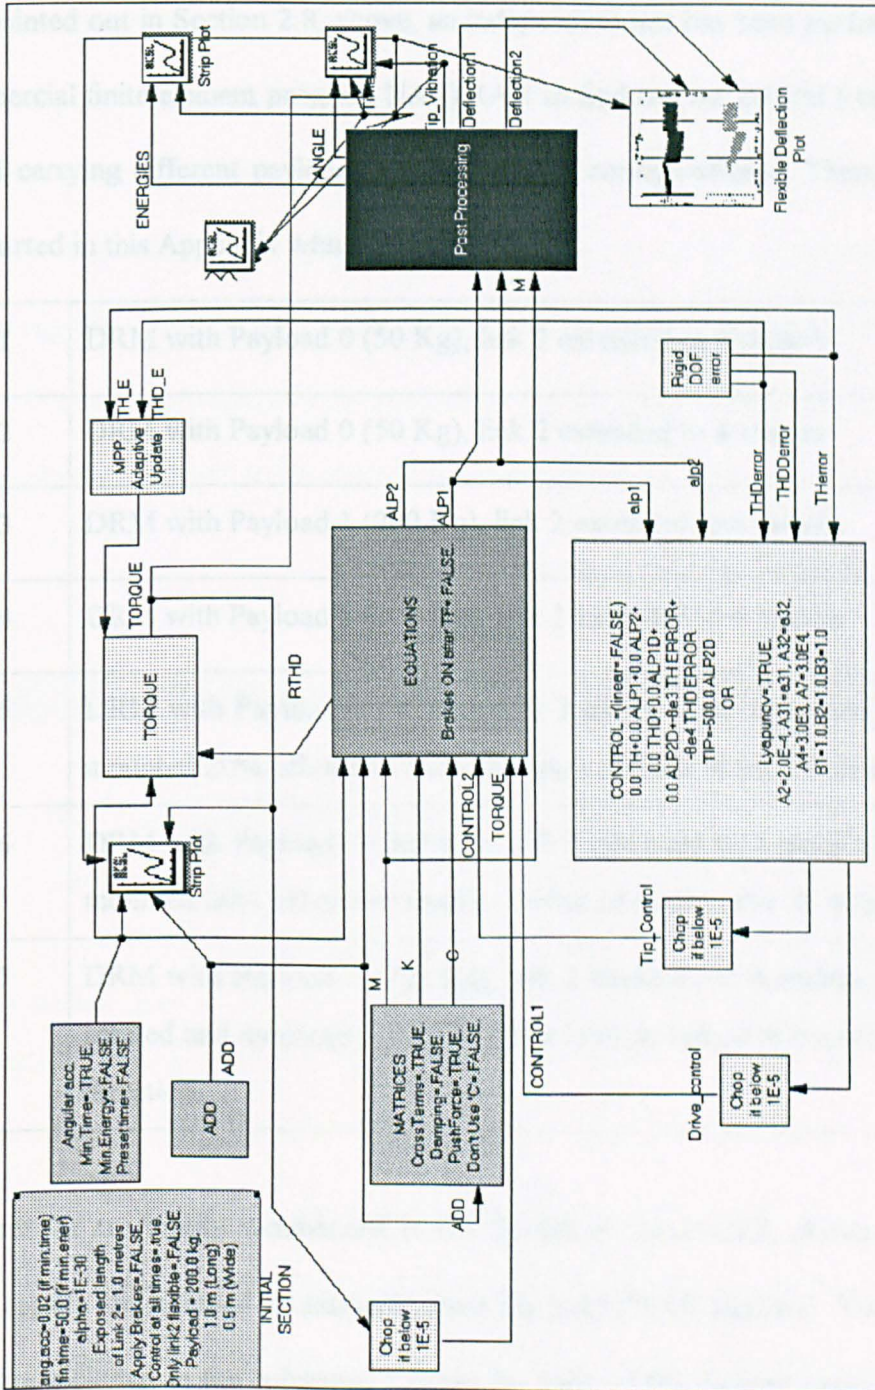 ang.acc=0.02 (if min.time)
fin.time=50.0 (if min.ener)
alpha=1E-30
Exposed length
of Link 2= 1.0 metres
Apply Brakes=.FALSE.
Control at all times=.true.
Only link2 flexible=.FALSE.
Payload= 200.0 kg,
1.0 m (Long)
0.5 m (Wide)
INITIAL
SECTION
Angular acc.
Min.Time=.TRUE.
Min.Energy=.FALSE.
Preset time=.FALSE.
ADD
ADD
Strip Plot
TORQUE
TORQUE
RTHD
MPP
Adaptive
Update
TH_E
THD_E
ENERGIES
Strip Plot
ANGLE
Chop
if below
1E-5
ADD
MATRICES
CrossTerms=.TRUE.
Damping=.FALSE.
PushForce=.TRUE.
Don't Use 'C'=.FALSE.
M
K
C
CONTROL2
TORQUE
CONTROL1
EQUATIONS
Brakes ON after TF=.FALSE.
ALP2
ALP1
M
Post Processing
Tip_Vibration
Deflection1
Deflection2
Flexible Deflection
Plot
Drive_control
Chop
if below
1E-5
Tip_Control
Chop
if below
1E-9
CONTROL=(linear=.FALSE.)
0.0 TH+0.0 ALP1+0.0 ALP2+
0.0 THD+0.0 ALP1D+
0.0 ALP2D-8e3 THERROR+
-8e4 THD ERROR
TIP=-500.0 ALP2D
OR
Lyapunov=.TRUE.
A2=2.0E-4, A31=a31, A32=a32,
A4=3.0E3, A7=3.0E4,
B1=1.0,B2=1.0,B3=1.0
alp1
alp2
THDerror
THDDerror
THerror
Rigid
DOF
error